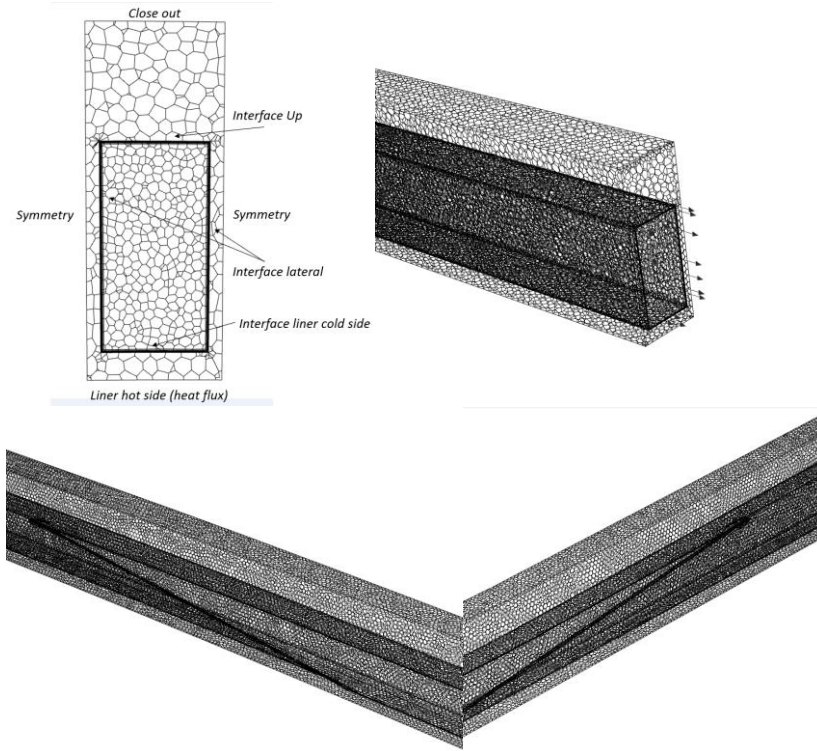 Close out
Interface Up
Symmetry
Symmetry
Interface lateral
Interface liner cold side
Liner hot side (heat flux)